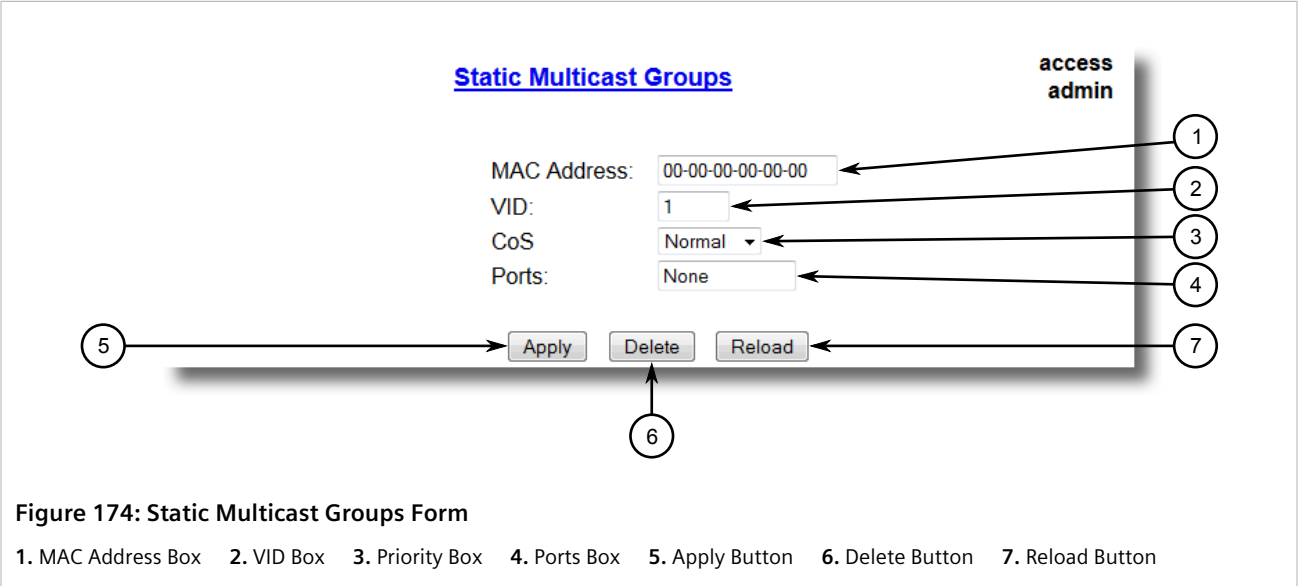 Static Multicast Groups
access
admin
1
MAC Address: 00-00-00-00-00-00
2
VID: 1
CoS Normal
3
Ports: None
4
5
Apply Delete Reload
7
6
Figure 174: Static Multicast Groups Form
1. MAC Address Box 2. VID Box 3. Priority Box 4. Ports Box 5. Apply Button 6. Delete Button 7. Reload Button